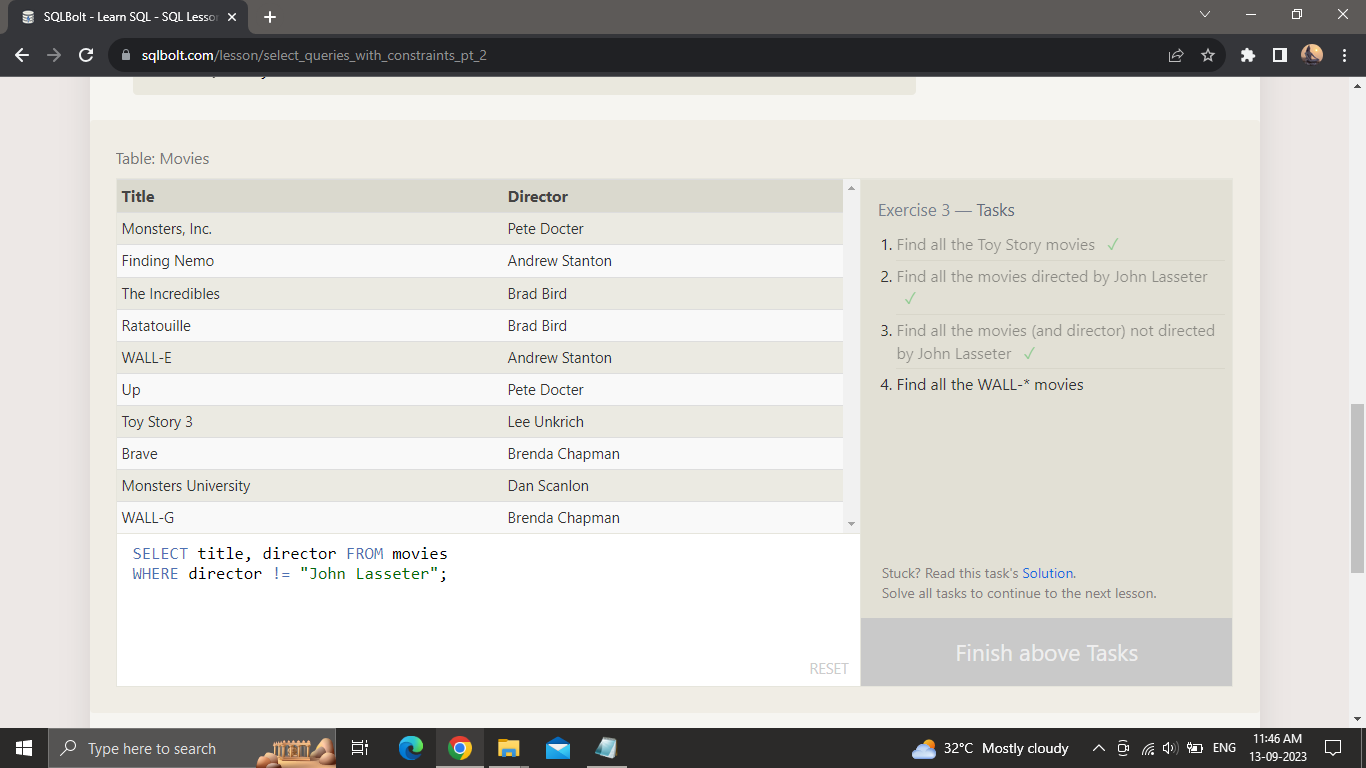 SQLBolt - Learn SQL - SQL Lesson
sqlbolt.com/lesson/select_queries_with_constraints_pt_2
Table: Movies
Title Director
Monsters, Inc. Pete Docter
Finding Nemo Andrew Stanton
The Incredibles Brad Bird
Ratatouille Brad Bird
WALL-E Andrew Stanton
Up Pete Docter
Toy Story 3 Lee Unkrich
Brave Brenda Chapman
Monsters University Dan Scanlon
WALL-G Brenda Chapman
SELECT title, director FROM movies
WHERE director != "John Lasseter";
RESET
Exercise 3 — Tasks
1. Find all the Toy Story movies ✓
2. Find all the movies directed by John Lasseter
✓
3. Find all the movies (and director) not directed
by John Lasseter ✓
4. Find all the WALL-* movies
Stuck? Read this task's Solution.
Solve all tasks to continue to the next lesson.
Finish above Tasks
Type here to search
32°C Mostly cloudy
ENG
11:46 AM
13-09-2023